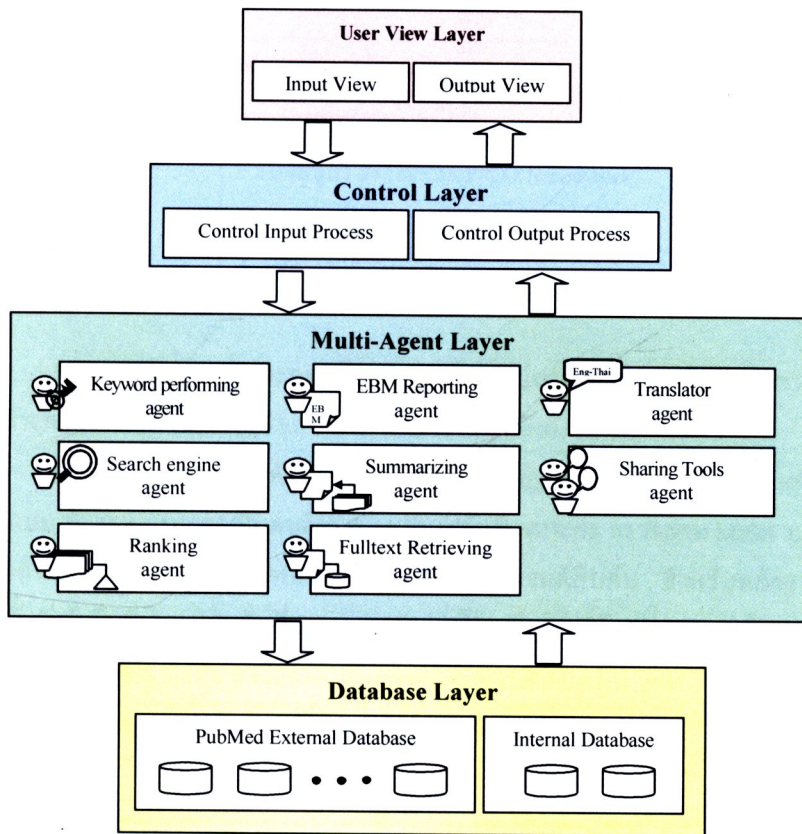 User View Layer
Input View
Output View
Control Layer
Control Input Process
Control Output Process
Multi-Agent Layer
Keyword performing
agent
EBM Reporting
agent
EB
M
Eng-Thai
Translator
agent
Search engine
agent
Summarizing
agent
Sharing Tools
agent
Ranking
agent
Fulltext Retrieving
agent
Database Layer
PubMed External Database
Internal Database